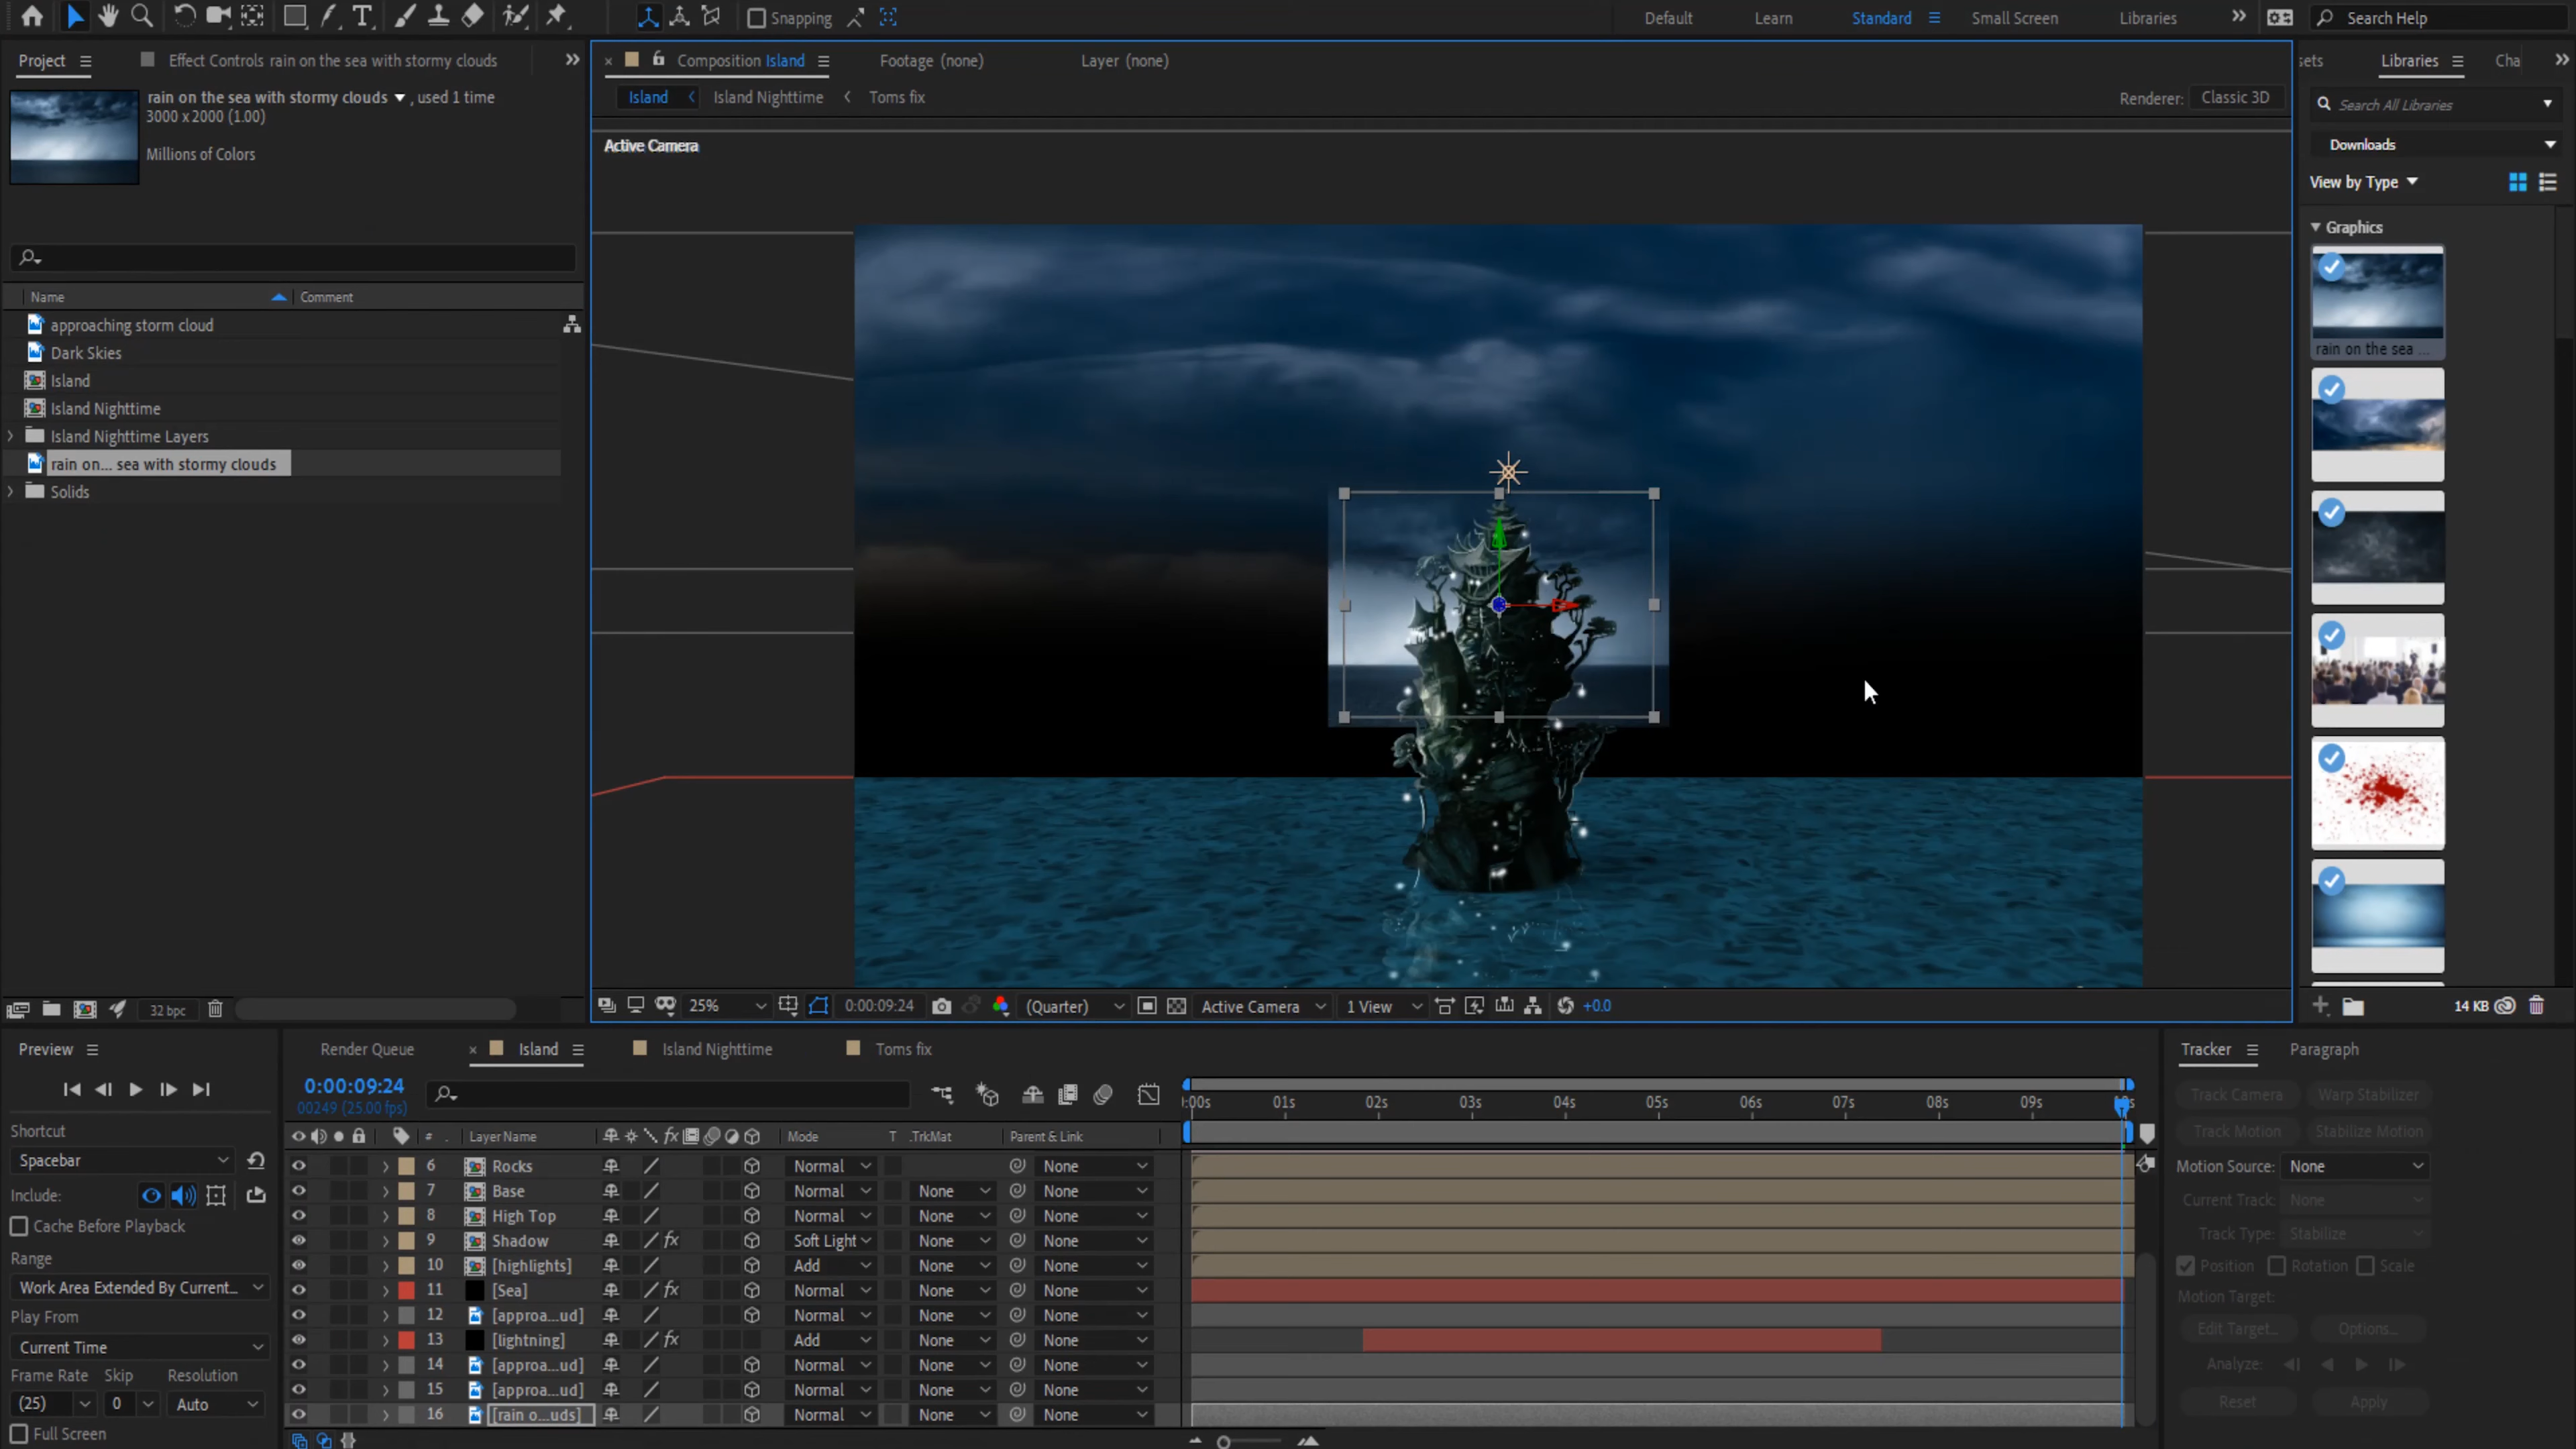 Snapping
Default
Learn
Standard
Small Screen
Libraries
Search Help
Project
Effect Controls rain on the sea with stormy clouds
rain on the sea with stormy clouds , used 1 time
3000 x 2000 (1.00)
Millions of Colors
Name
Comment
approaching storm cloud
Dark Skies
Island
Island Nighttime
Island Nighttime Layers
rain on... sea with stormy clouds
Solids
32 bpc
Composition Island
Footage (none)
Layer (none)
Island
Island Nighttime
Toms fix
Renderer: Classic 3D
Active Camera
25%
0:00:09:24
(Quarter)
Active Camera
1 View
+0.0
sets
Libraries
Cha
Search All Libraries
Downloads
View by Type
Graphics
rain on the sea ...
14 KB
Preview
Shortcut
Spacebar
Include:
Cache Before Playback
Range
Work Area Extended By Current...
Play From
Current Time
Frame Rate Skip Resolution
(25) 0 Auto
Full Screen
Render Queue
Island
Island Nighttime
Toms fix
0:00:09:24
00249 (25.00 fps)
:00s 01s 02s 03s 04s 05s 06s 07s 08s 09s
# Layer Name fx Mode T .TrkMat Parent & Link
6 Rocks Normal None
7 Base Normal None None
8 High Top Normal None None
9 Shadow fx Soft Light None None
10 [highlights] Add None None
11 [Sea] fx Normal None None
12 [approa...ud] Normal None None
13 [lightning] fx Add None None
14 [approa...ud] Normal None None
15 [approa...ud] Normal None None
16 [rain o...uds] Normal None None
Tracker
Paragraph
Track Camera Warp Stabilizer
Track Motion Stabilize Motion
Motion Source: None
Current Track: None
Track Type: Stabilize
Position Rotation Scale
Motion Target:
Edit Target... Options...
Analyze:
Reset Apply